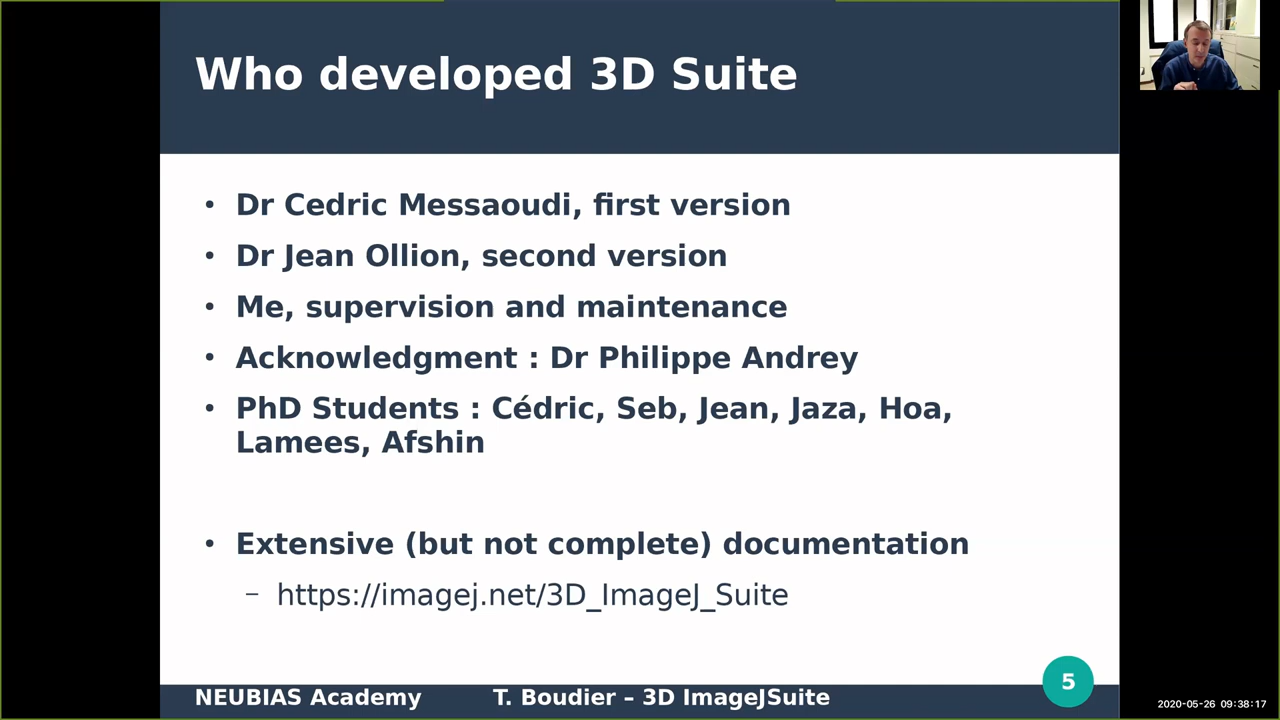 Who developed 3D Suite
• Dr Cedric Messaoudi, first version
• Dr Jean Ollion, second version
• Me, supervision and maintenance
• Acknowledgment : Dr Philippe Andrey
• PhD Students : Cédric, Seb, Jean, Jaza, Hoa,
Lamees, Afshin
• Extensive (but not complete) documentation
– https://imagej.net/3D_ImageJ_Suite
NEUBIAS Academy
T. Boudier – 3D ImageJSuite
5
2020-05-26 09:38:17